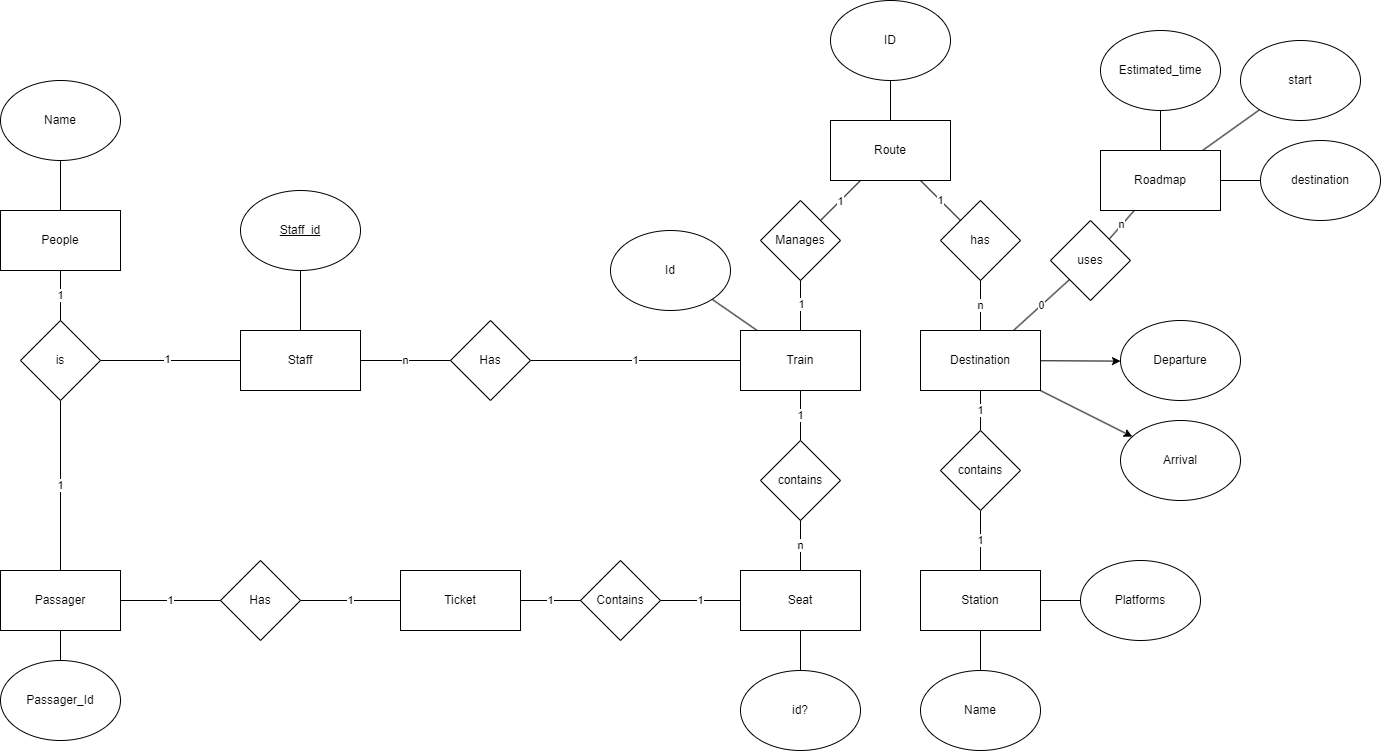 ID
Estimated_time
start
Name
Route
Roadmap
destination
1
1
n
Staff_id
People
Manages
has
uses
Id
1
1
n
0
is
1
Staff
n
Has
1
Train
Destination
Departure
1
1
Arrival
contains
contains
1
n
1
Passager
1
Has
1
Ticket
1
Contains
1
Seat
Station
Platforms
Passager_Id
id?
Name